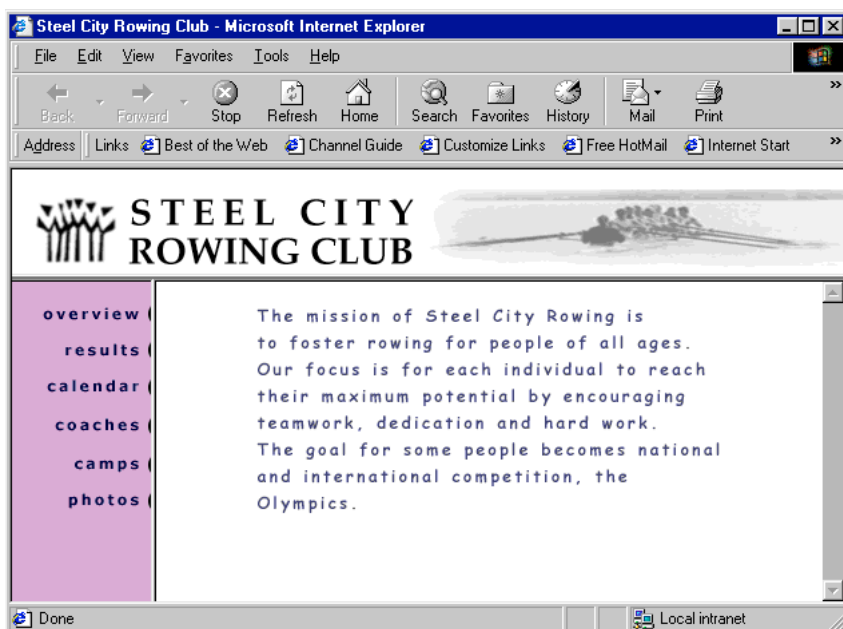 Steel City Rowing Club - Microsoft Internet Explorer
File Edit View Favorites Tools Help
Back Forward Stop Refresh Home Search Favorites History Mail Print »
Address Links Best of the Web Channel Guide Customize Links Free HotMail Internet Start »
STEEL CITY
ROWING CLUB
overview
results
calendar
coaches
camps
photos
The mission of Steel City Rowing is
to foster rowing for people of all ages.
Our focus is for each individual to reach
their maximum potential by encouraging
teamwork, dedication and hard work.
The goal for some people becomes national
and international competition, the
Olympics.
Done Local intranet